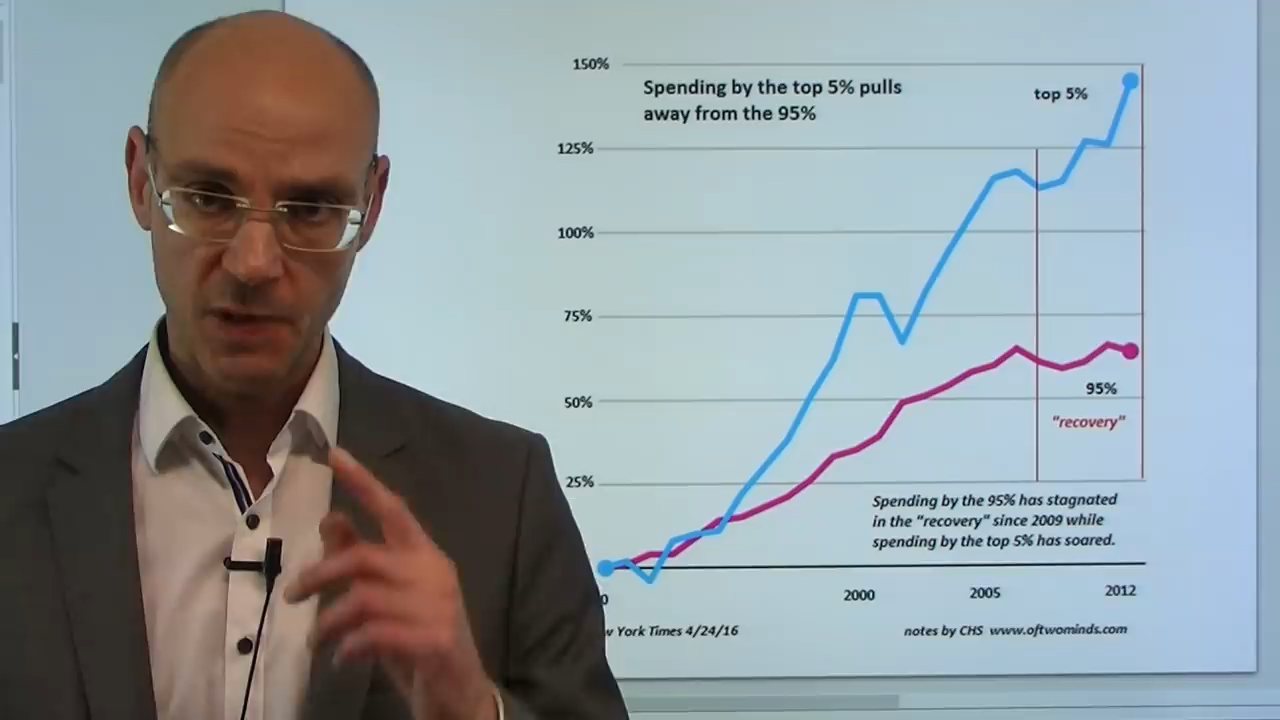 150%
Spending by the top 5% pulls
away from the 95%
top 5%
125%
100%
75%
50%
95%
"recovery"
25%
Spending by the 95% has stagnated
in the "recovery" since 2009 while
spending by the top 5% has soared.
0
2000
2005
2012
York Times 4/24/16
notes by CHS www.oftwominds.com